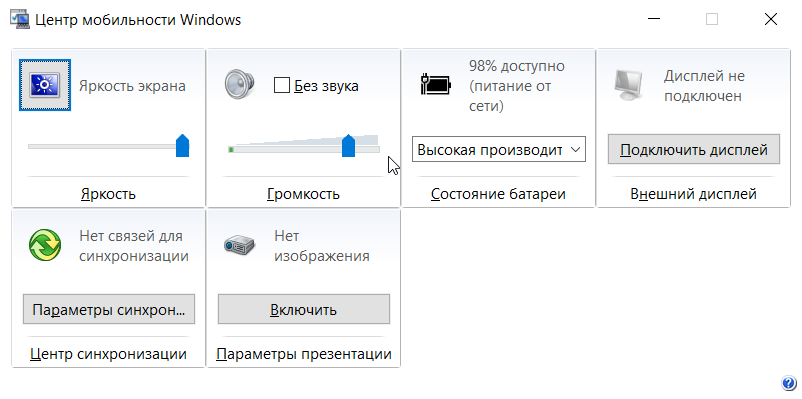 Центр мобильности Windows
Яркость экрана
Яркость
Без звука
Громкость
98% доступно
(питание от
сети)
Высокая производит
Состояние батареи
Дисплей не
подключен
Подключить дисплей
Внешний дисплей
Нет связей для
синхронизации
Параметры синхрон...
Центр синхронизации
Нет
изображения
Включить
Параметры презентации